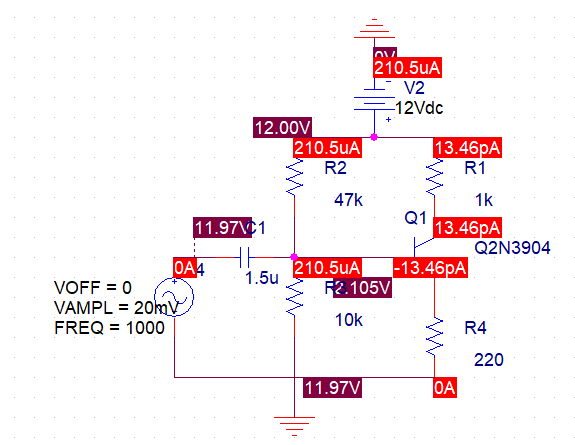 0V
210.5uA
V2
12Vdc
12.00V
210.5uA
13.46pA
R2
R1
47k
1k
11.97V
C1
Q1
13.46pA
Q2N3904
0A
4
1.5u
210.5uA
-13.46pA
2.105V
VOFF = 0
VAMPL = 20mV
FREQ = 1000
10k
R4
220
11.97V
0A